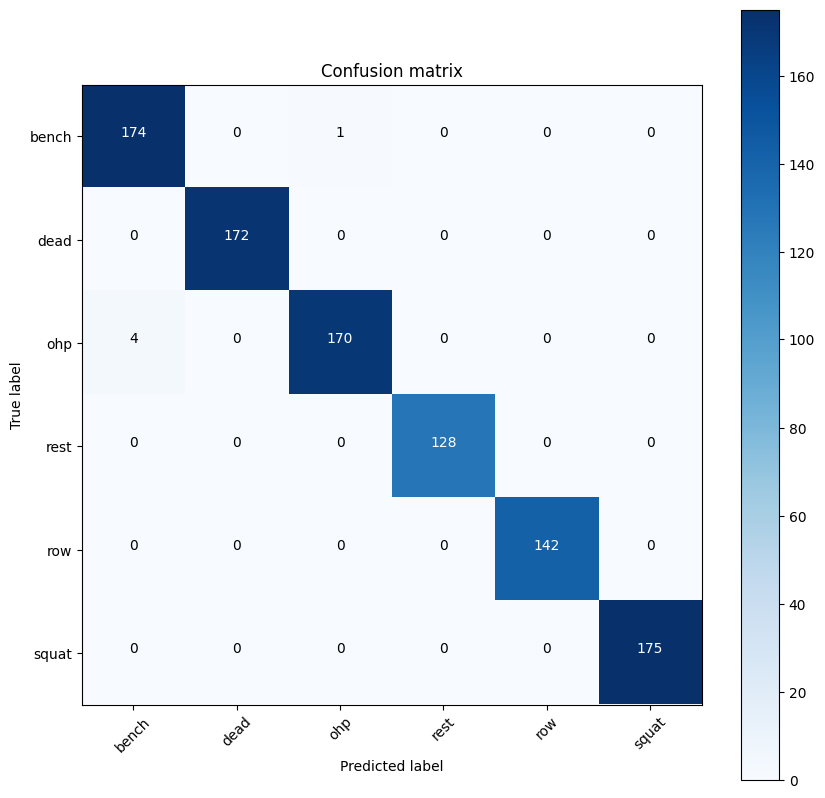 Confusion matrix
True label
bench 174 0 1 0 0 0
dead 0 172 0 0 0 0
ohp 4 0 170 0 0 0
rest 0 0 0 128 0 0
row 0 0 0 0 142 0
squat 0 0 0 0 0 175
bench dead ohp rest row squat
Predicted label
160
140
120
100
80
60
40
20
0